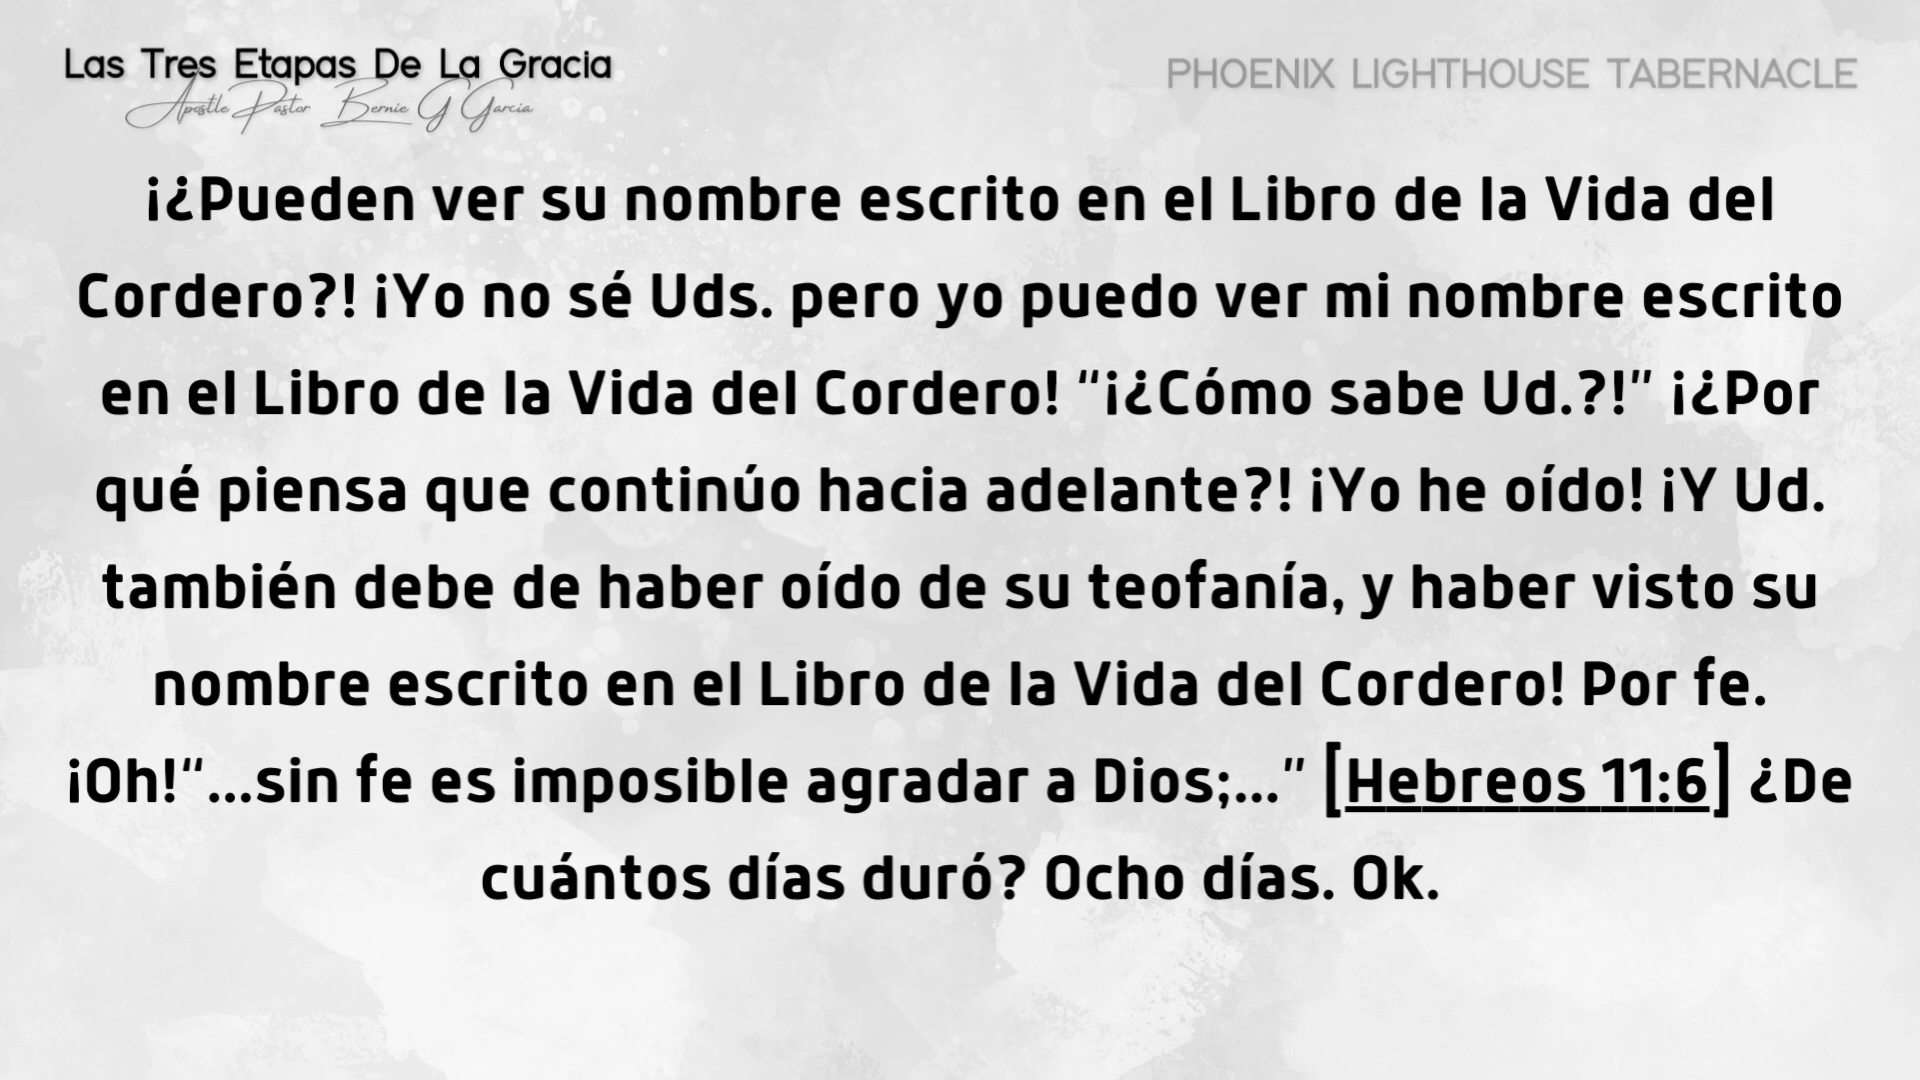 Las Tres Etapas De La Gracia
Apostle Pastor Bernie G Garcia
PHOENIX LIGHTHOUSE TABERNACLE
¡¿Pueden ver su nombre escrito en el Libro de la Vida del
Cordero?! ¡Yo no sé Uds. pero yo puedo ver mi nombre escrito
en el Libro de la Vida del Cordero! “¡¿Cómo sabe Ud.?!” ¡¿Por
qué piensa que continúo hacia adelante?! ¡Yo he oído! ¡Y Ud.
también debe de haber oído de su teofanía, y haber visto su
nombre escrito en el Libro de la Vida del Cordero! Por fe.
¡Oh!“...sin fe es imposible agradar a Dios;...” [Hebreos 11:6] ¿De
cuántos días duró? Ocho días. Ok.